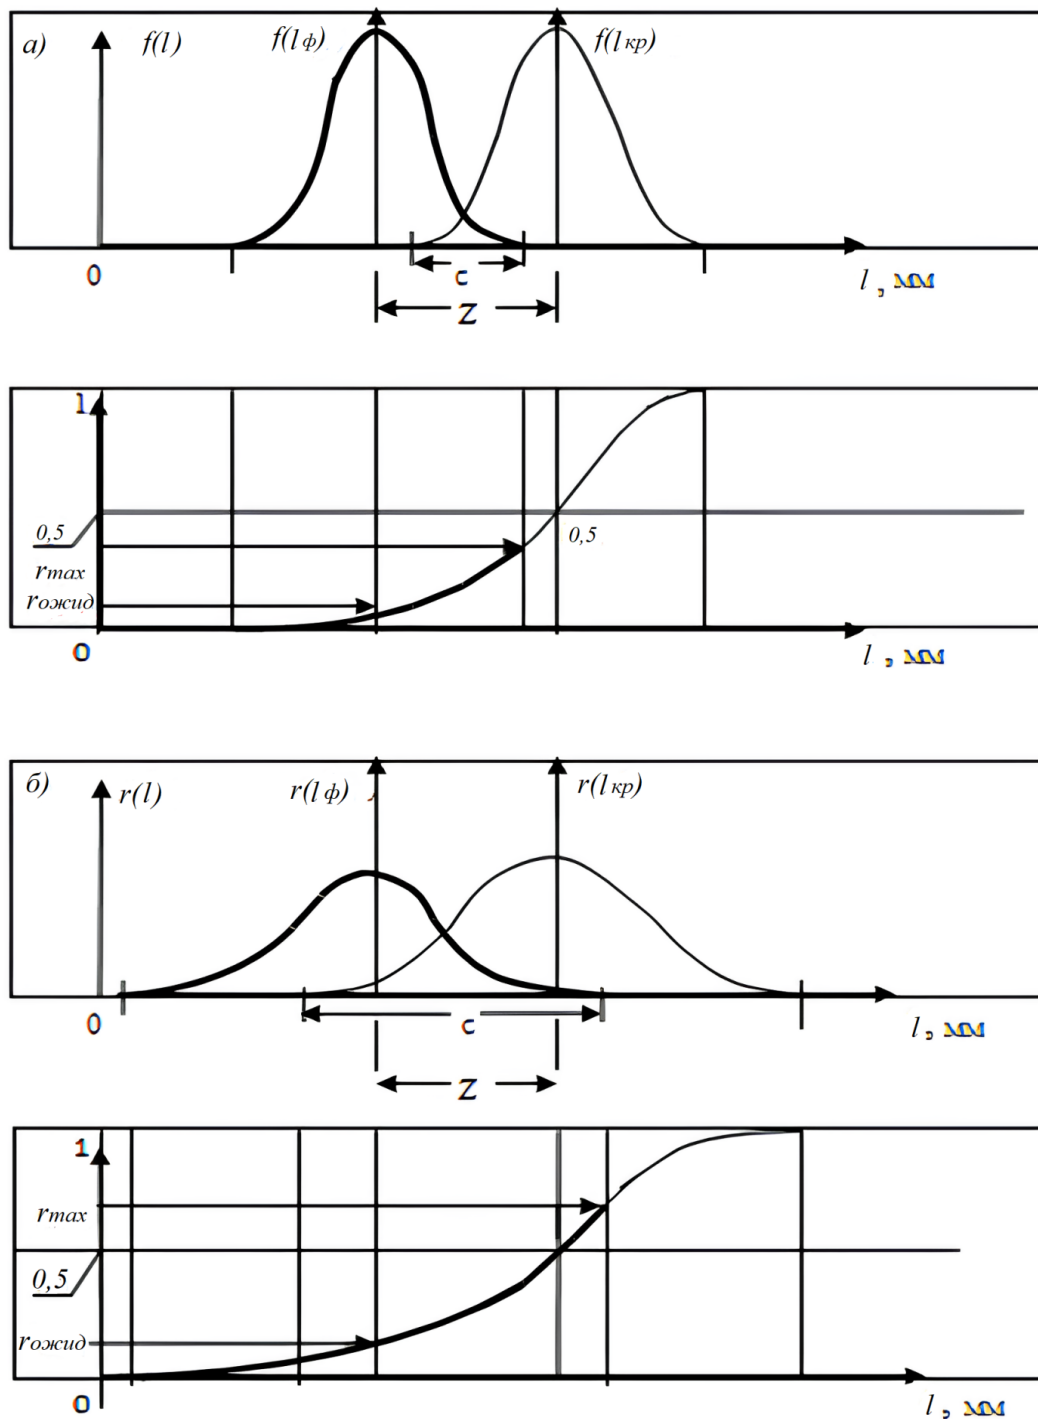 а) f(l) f(lф) f(lкр)
0 c l , мм
Z
1
0,5 0,5
rmax
rожид
0 l , мм
б) r(l) r(lф) r(lкр)
0 c l , мм
Z
1
rmax
0,5
rожид
0 l , мм